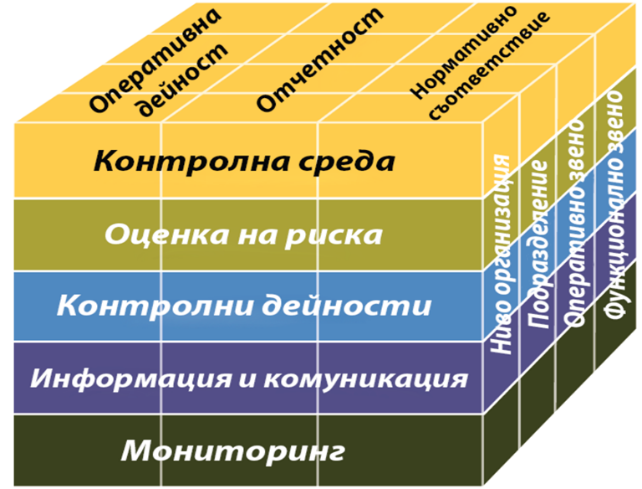 Оперативна
дейност
Отчетност
Нормативно
съответствие
Контролна среда
Оценка на риска
Контролни дейности
Информация и комуникация
Мониторинг
Ниво организация
Подразделение
Оперативно звено
Функционално звено